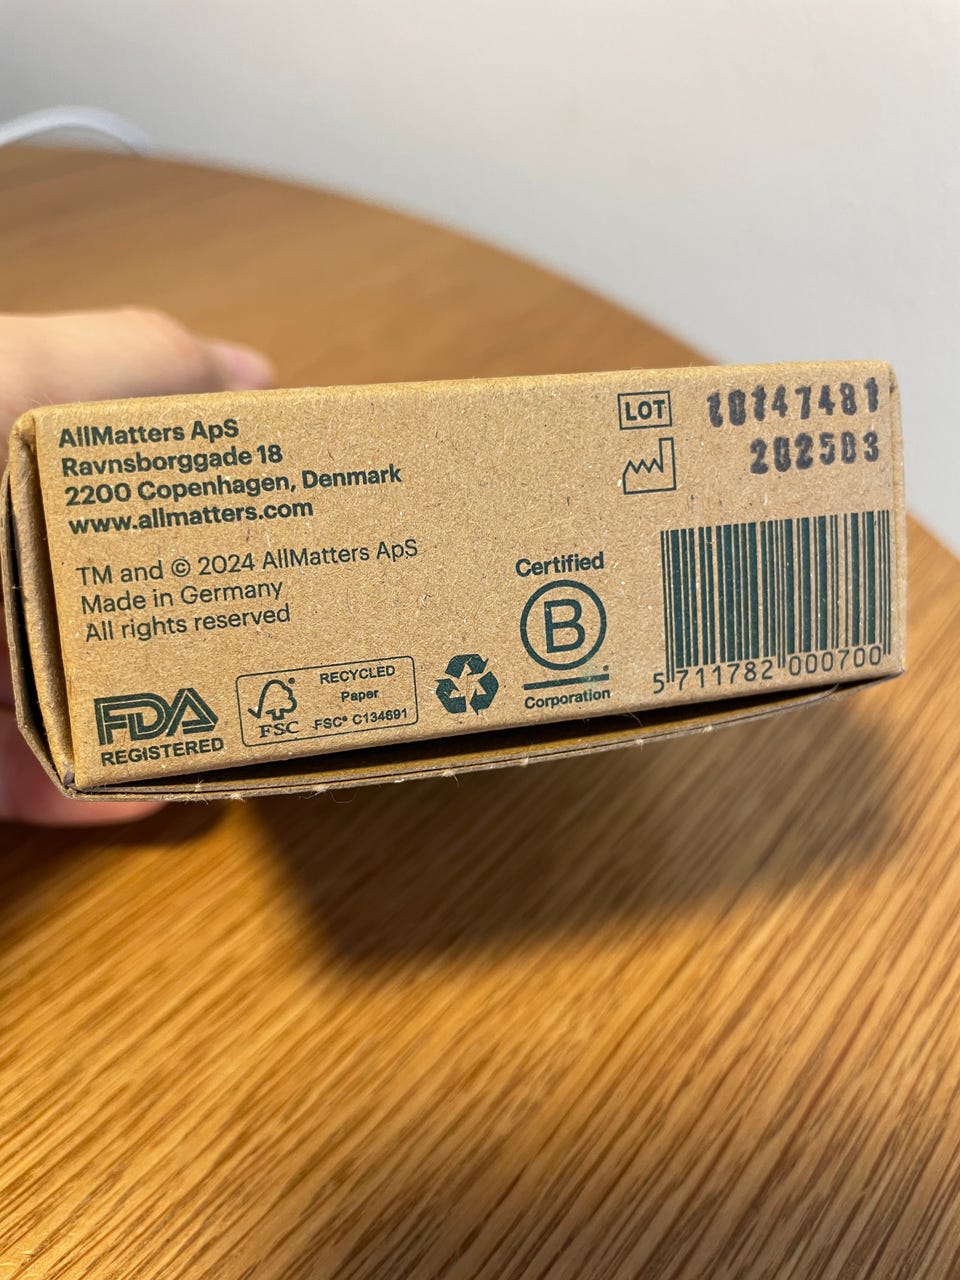 AllMatters ApS
Ravnsborggade 18
2200 Copenhagen, Denmark
www.allmatters.com
TM and © 2024 AllMatters ApS
Made in Germany
All rights reserved
FDA
REGISTERED
FSC
RECYCLED
Paper
FSC® C134691
Certified
B
Corporation
LOT
10147481
202503
5 711782 000700